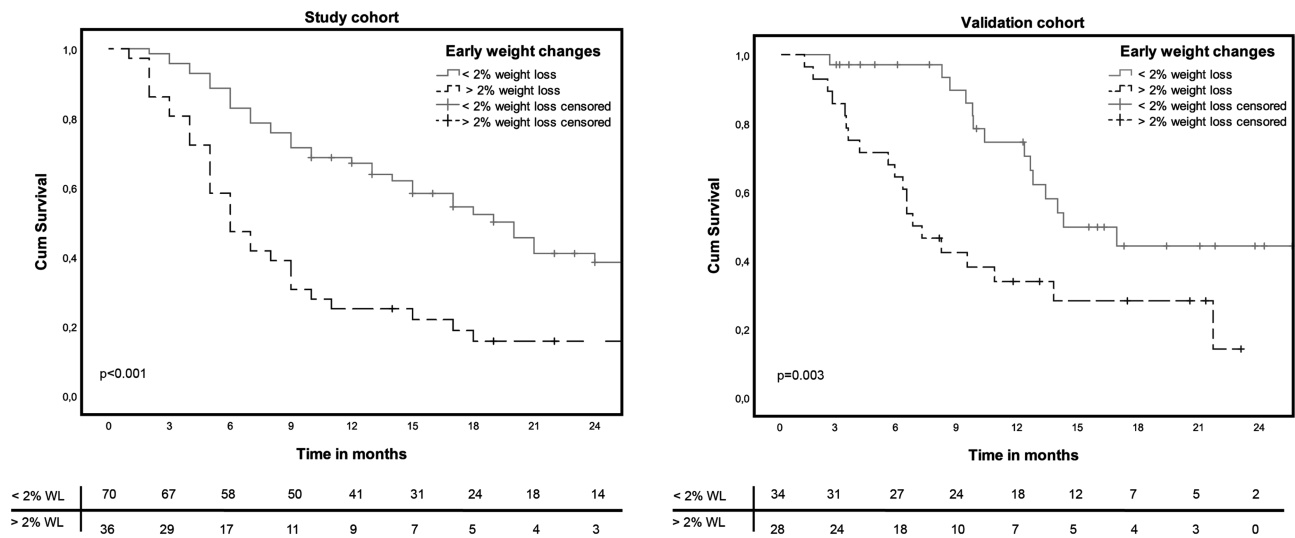 Study cohort
Early weight changes
< 2% weight loss
> 2% weight loss
< 2% weight loss censored
> 2% weight loss censored
Cum Survival
1,0
0,8
0,6
0,4
0,2
0,0
p<0.001
0 3 6 9 12 15 18 21 24
Time in months
< 2% WL 70 67 58 50 41 31 24 18 14
> 2% WL 36 29 17 11 9 7 5 4 3
Validation cohort
Early weight changes
< 2% weight loss
> 2% weight loss
< 2% weight loss censored
> 2% weight loss censored
Cum Survival
1,0
0,8
0,6
0,4
0,2
0,0
p=0.003
0 3 6 9 12 15 18 21 24
Time in months
< 2% WL 34 31 27 24 18 12 7 5 2
> 2% WL 28 24 18 10 7 5 4 3 0